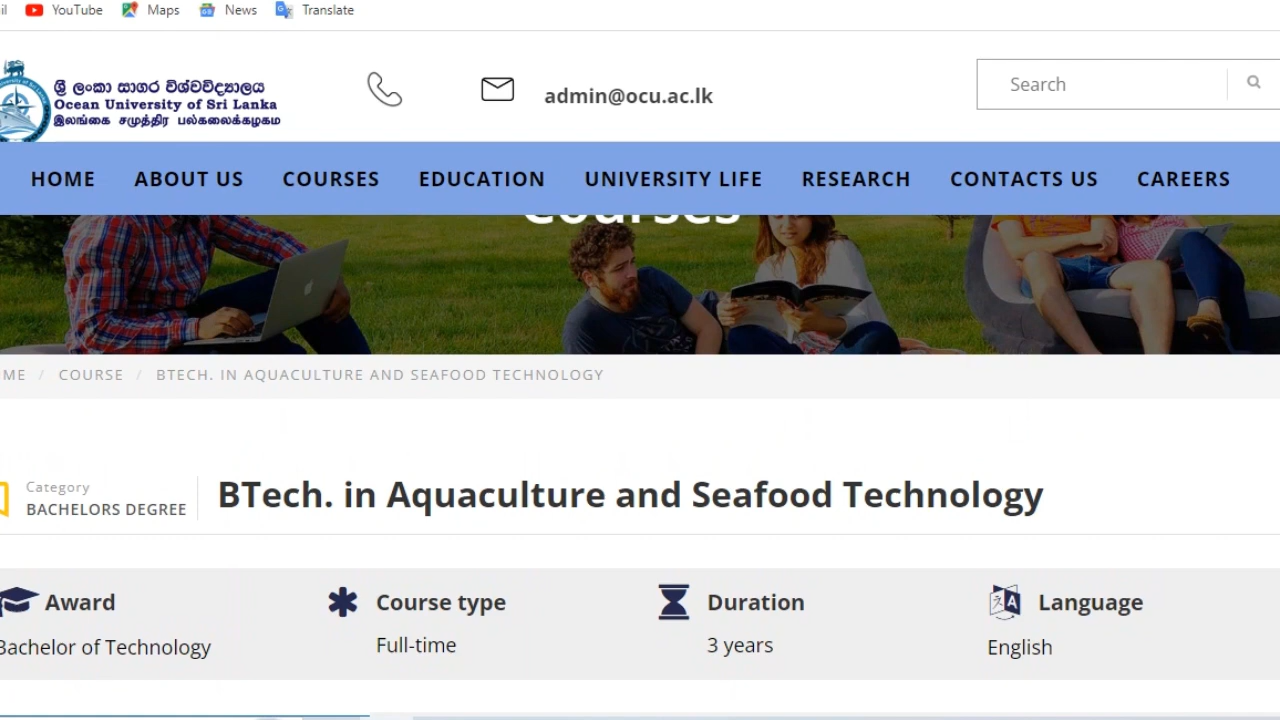 il YouTube Maps News Translate
ශ්‍රී ලංකා සාගර විශ්වවිද්‍යාලය
Ocean University of Sri Lanka
இலங்கை சமுத்திர பல்கலைக்கழகம
admin@ocu.ac.lk
Search
HOME ABOUT US COURSES EDUCATION UNIVERSITY LIFE RESEARCH CONTACTS US CAREERS
Courses
ME / COURSE / BTECH. IN AQUACULTURE AND SEAFOOD TECHNOLOGY
Category
BACHELORS DEGREE
BTech. in Aquaculture and Seafood Technology
Award Course type Duration Language
Bachelor of Technology Full-time 3 years English